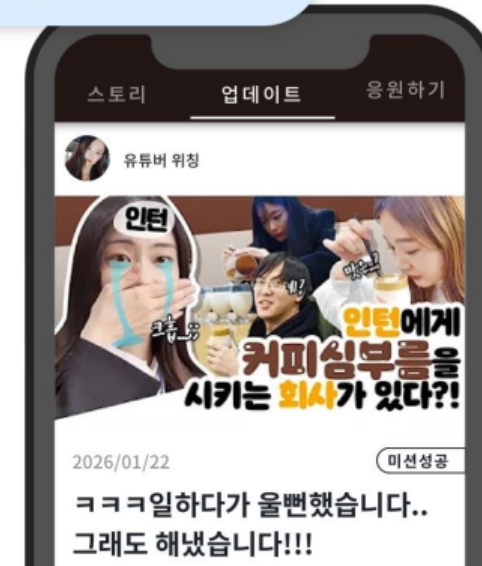 스토리 업데이트 응원하기
유튜버 위칭
인턴
크흡..;;
네?
맛은..?
인턴에게
커피심부름을
시키는 회사가 있다?!
2026/01/22 미션성공
ㅋㅋㅋ일하다가 울뻔했습니다..
그래도 해냈습니다!!!